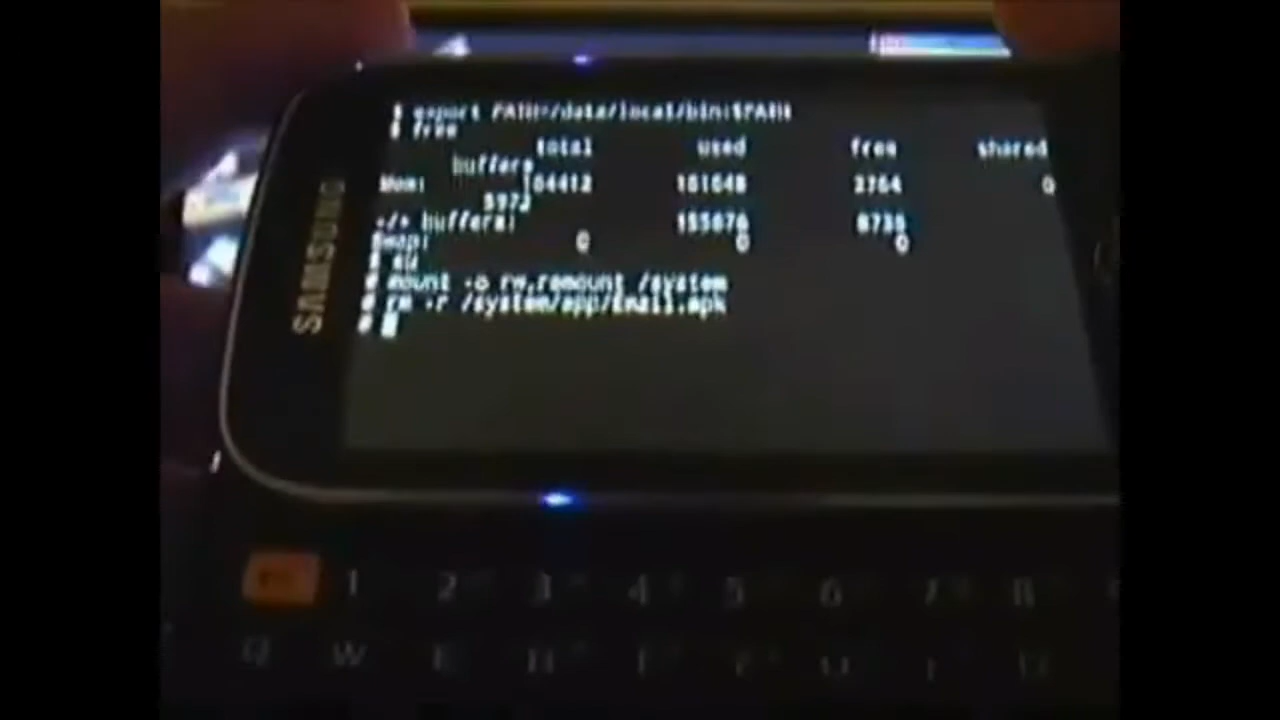 $ export PATH=/data/local/bin:$PATH
$ free
total used free shared
buffers
Mem: 164412 161648 2764 0
5972
-/+ buffers: 155676 8736
Swap: 0 0 0
$ su
# mount -o rw,remount /system
# rm -r /system/app/Email.apk
#
SAMSUNG
1 2 3 4 5 6 7 8
Q W E R T Y U I O